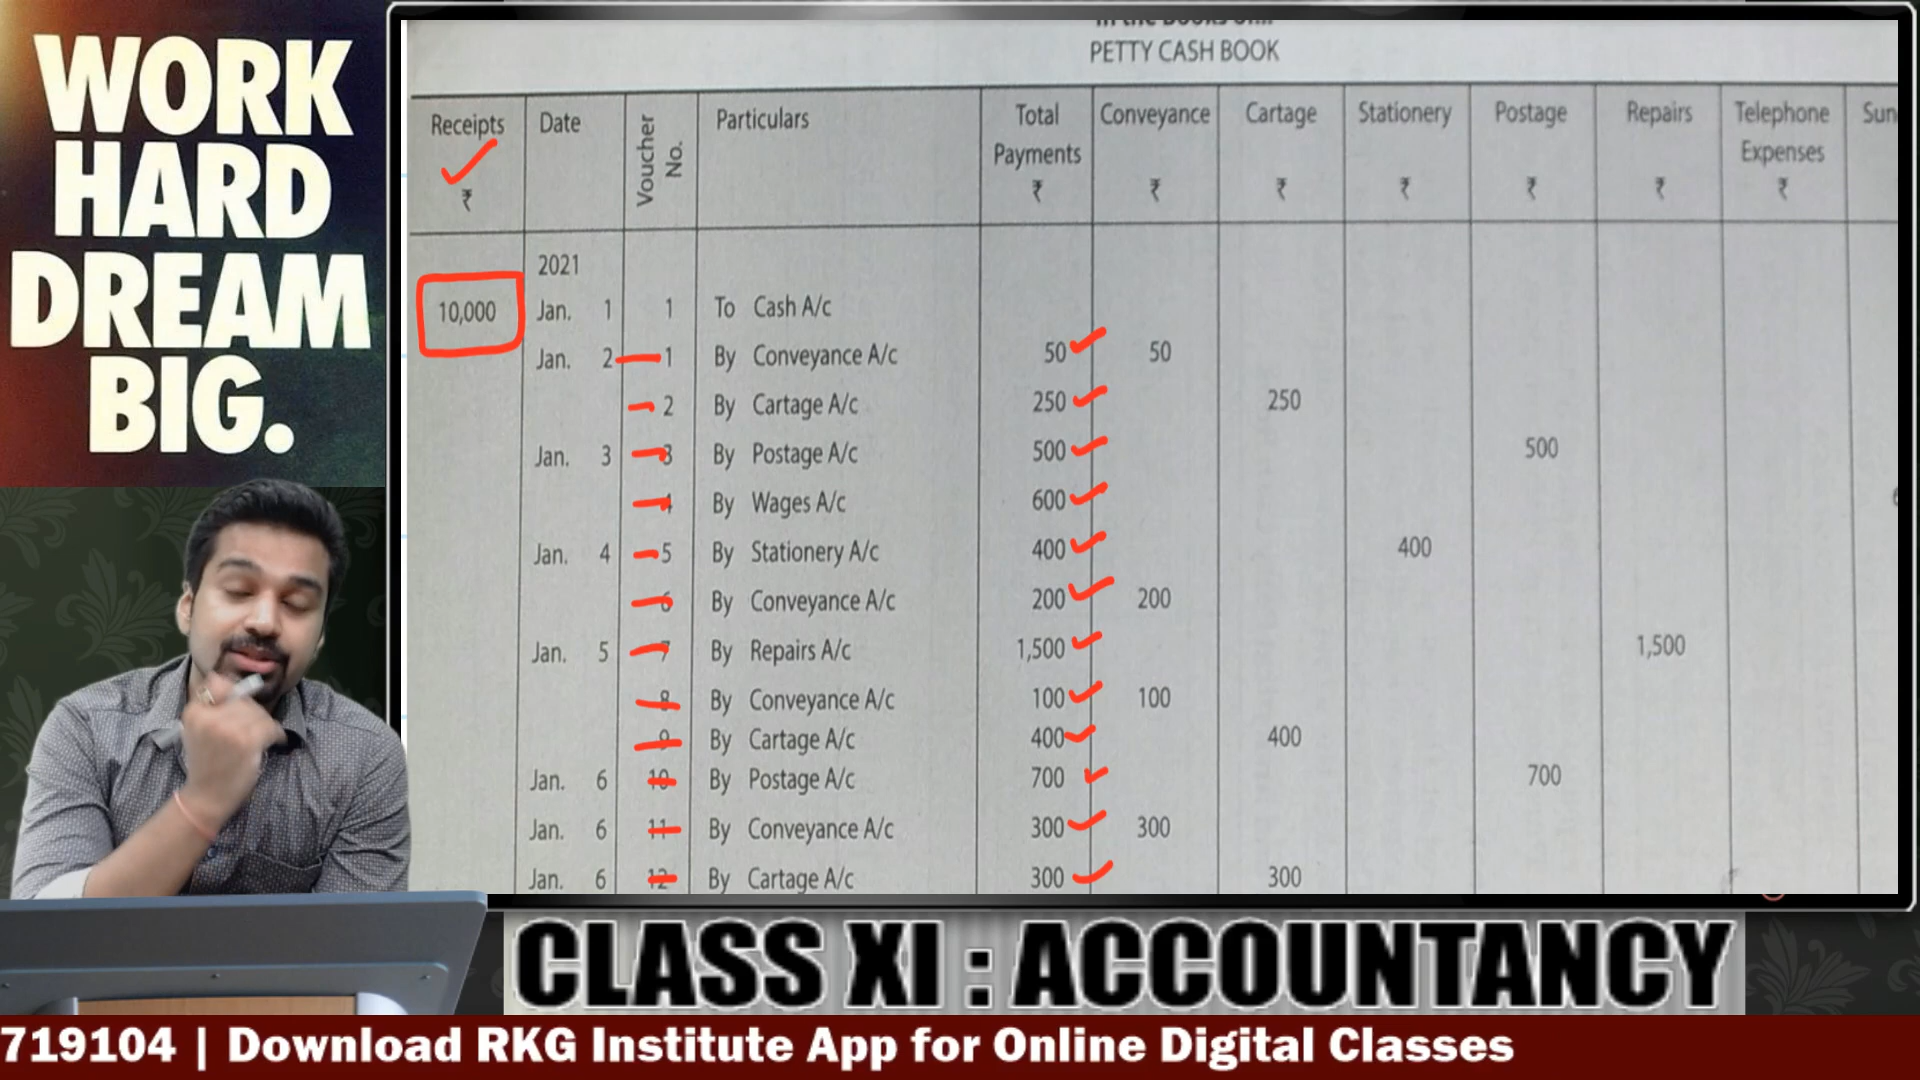 WORK
HARD
DREAM
BIG.
In the Books of...
PETTY CASH BOOK
Receipts Date Voucher No. Particulars Total Payments Conveyance Cartage Stationery Postage Repairs Telephone Expenses Sun
₹ ₹ ₹ ₹ ₹ ₹ ₹ ₹
2021
10,000 Jan. 1 1 To Cash A/c
Jan. 2 1 By Conveyance A/c 50 50
2 By Cartage A/c 250 250
Jan. 3 3 By Postage A/c 500 500
4 By Wages A/c 600
Jan. 4 5 By Stationery A/c 400 400
6 By Conveyance A/c 200 200
Jan. 5 7 By Repairs A/c 1,500 1,500
8 By Conveyance A/c 100 100
9 By Cartage A/c 400 400
Jan. 6 10 By Postage A/c 700 700
Jan. 6 11 By Conveyance A/c 300 300
Jan. 6 12 By Cartage A/c 300 300
CLASS XI : ACCOUNTANCY
719104 | Download RKG Institute App for Online Digital Classes